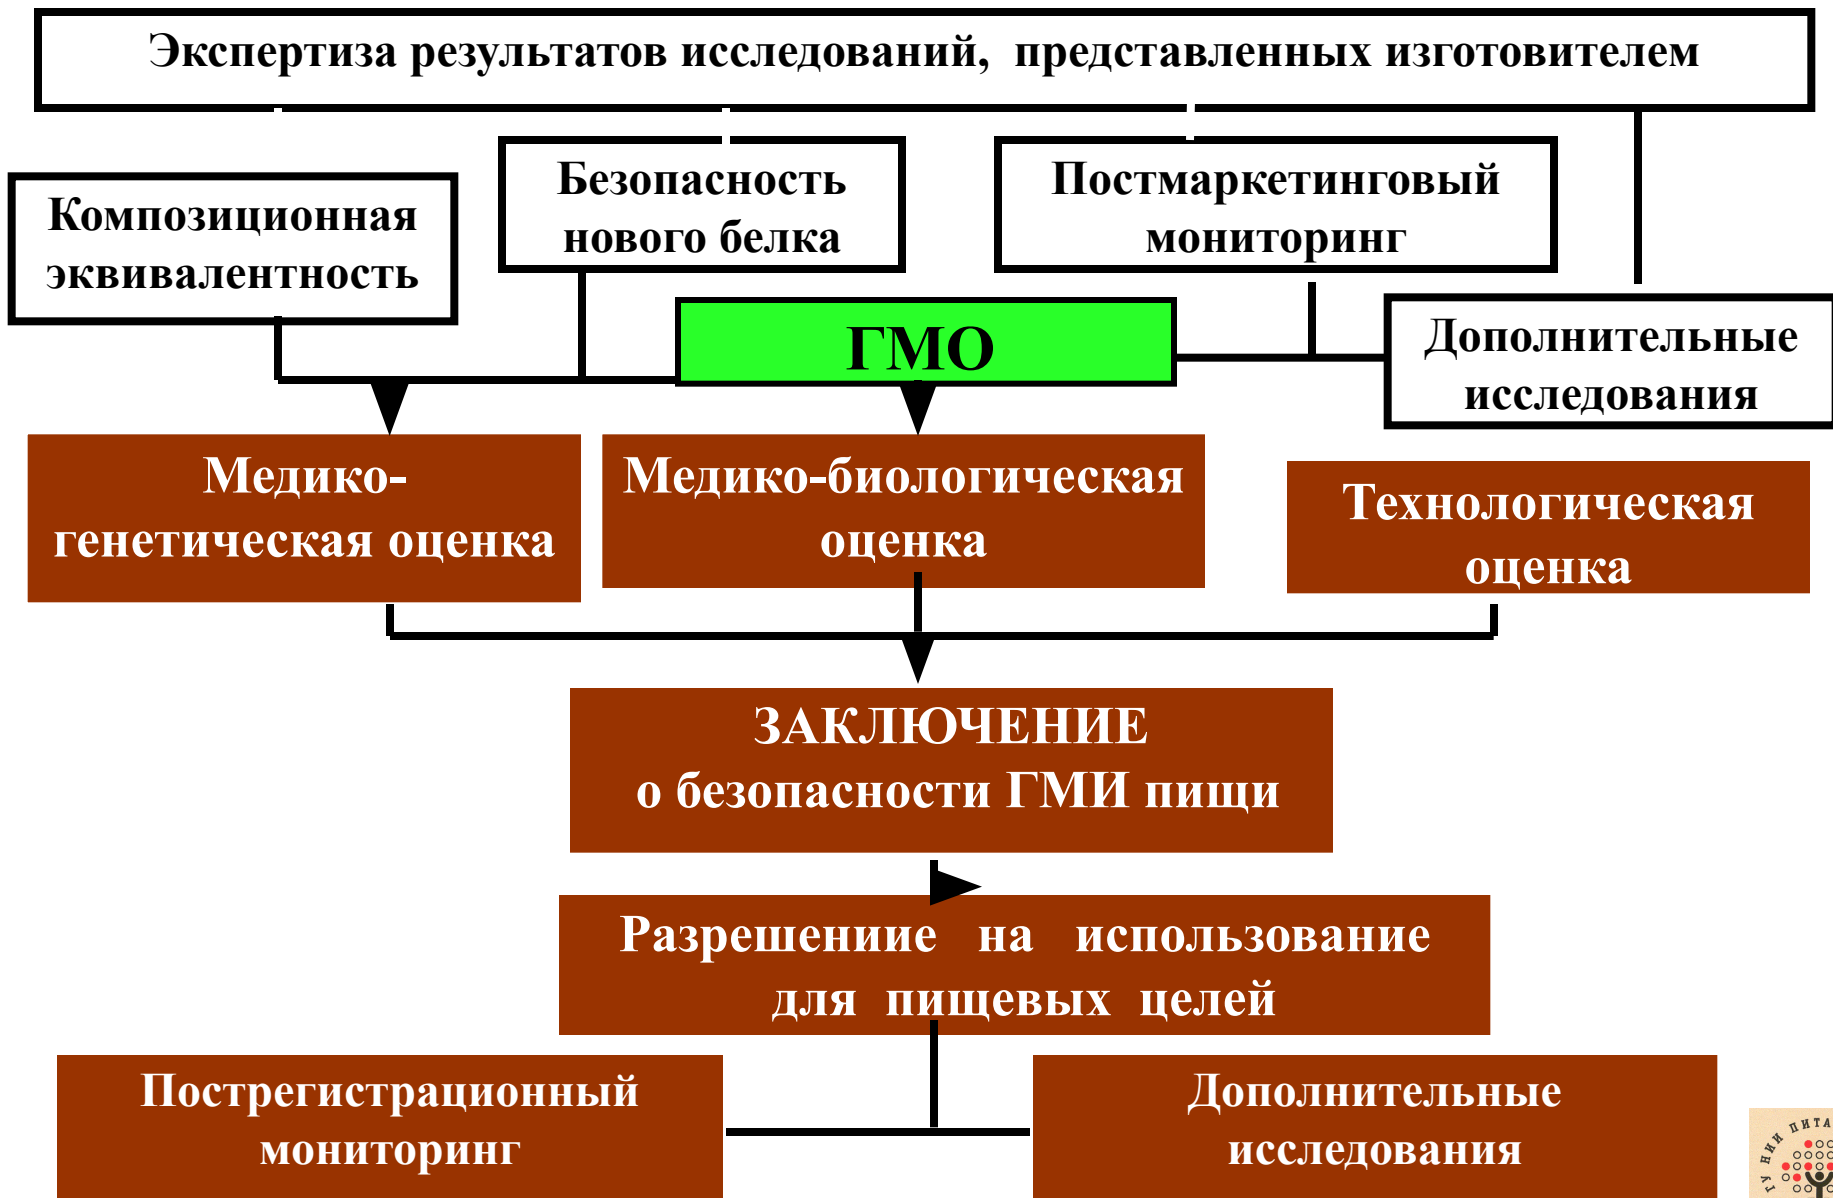 Экспертиза результатов исследований, представленных изготовителем
Композиционная
эквивалентность
Безопасность
нового белка
Постмаркетинговый
мониторинг
Дополнительные
исследования
ГМО
Медико-
генетическая оценка
Медико-биологическая
оценка
Технологическая
оценка
ЗАКЛЮЧЕНИЕ
о безопасности ГМИ пищи
Разрешениие на использование
для пищевых целей
Пострегистрационный
мониторинг
Дополнительные
исследования
НИИ